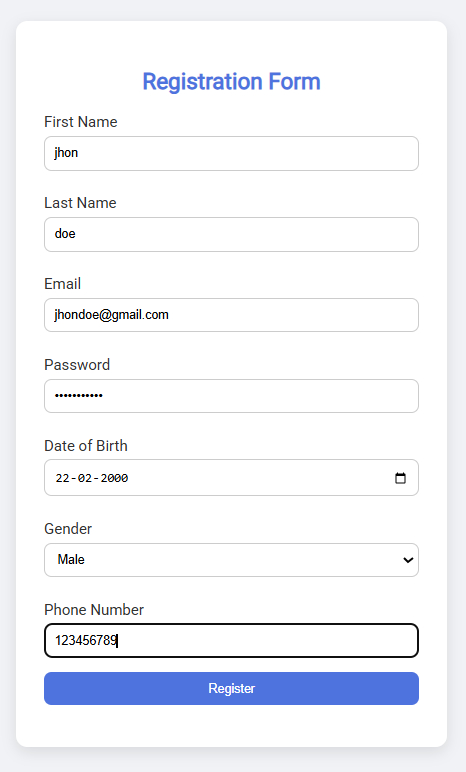 Registration Form
First Name
jhon
Last Name
doe
Email
jhondoe@gmail.com
Password
•••••••••••
Date of Birth
22-02-2000
Gender
Male
Phone Number
123456789
Register